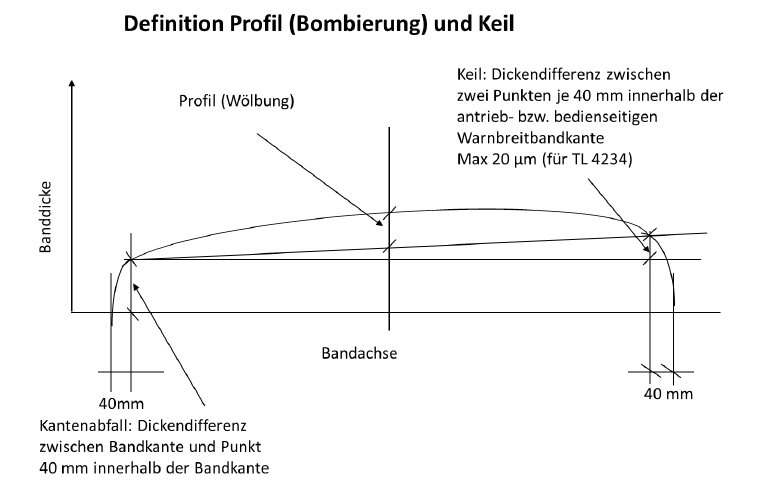 Definition Profil (Bombierung) und Keil
Keil: Dickendifferenz zwischen
zwei Punkten je 40 mm innerhalb der
antrieb- bzw. bedienseitigen
Warnbreitbandkante
Max 20 µm (für TL 4234)
Profil (Wölbung)
Banddicke
Bandachse
40mm
40 mm
Kantenabfall: Dickendifferenz
zwischen Bandkante und Punkt
40 mm innerhalb der Bandkante